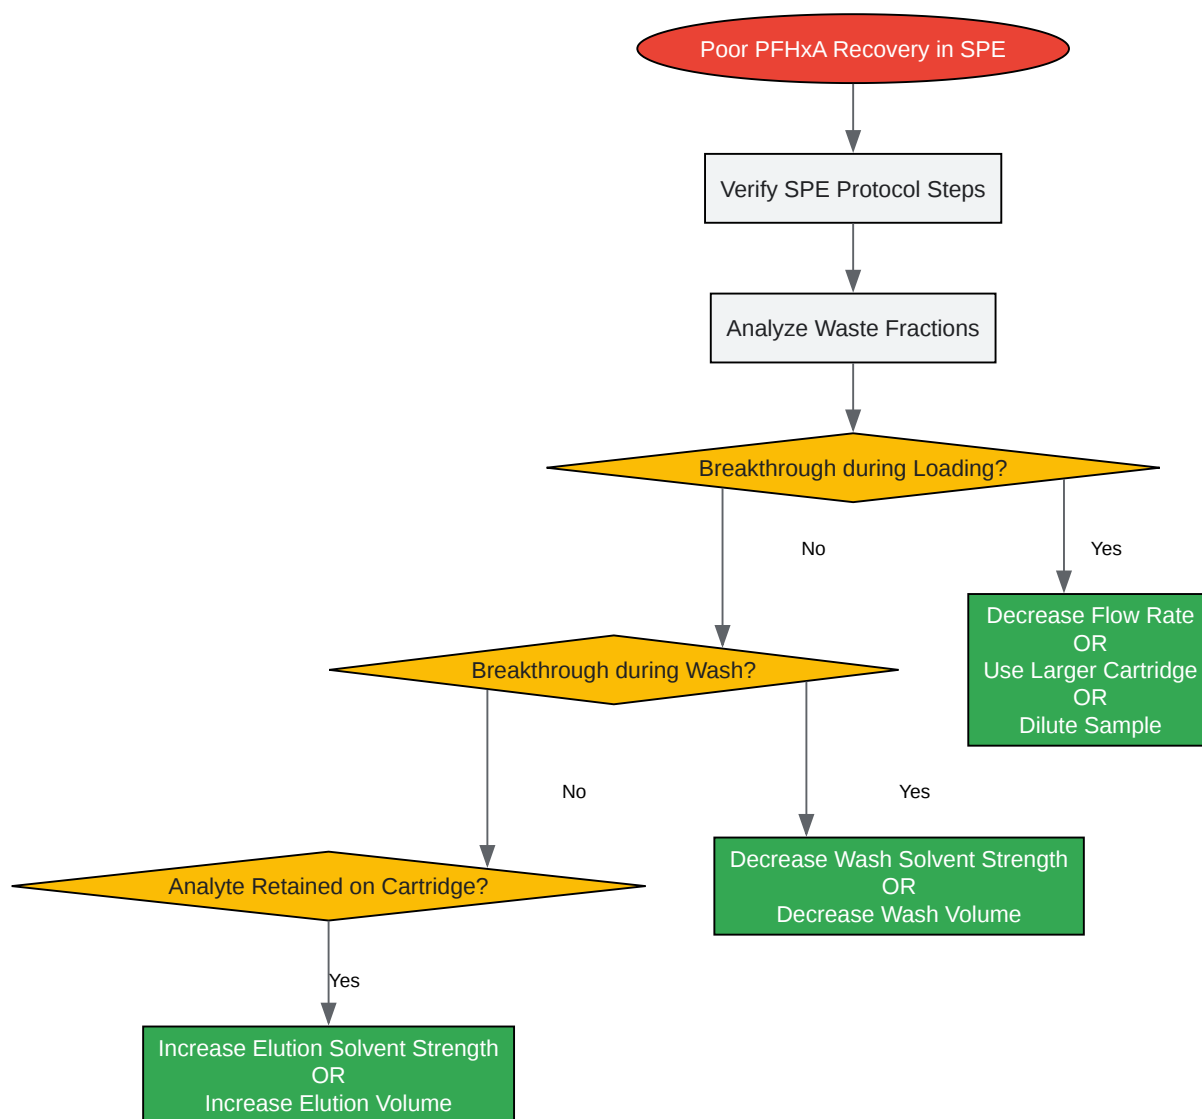 Poor PFHxA Recovery in SPE
Verify SPE Protocol Steps
Analyze Waste Fractions
Breakthrough during Loading?
No
Yes
Decrease Flow Rate
OR
Use Larger Cartridge
OR
Dilute Sample
Breakthrough during Wash?
No
Yes
Decrease Wash Solvent Strength
OR
Decrease Wash Volume
Analyte Retained on Cartridge?
Yes
Increase Elution Solvent Strength
OR
Increase Elution Volume